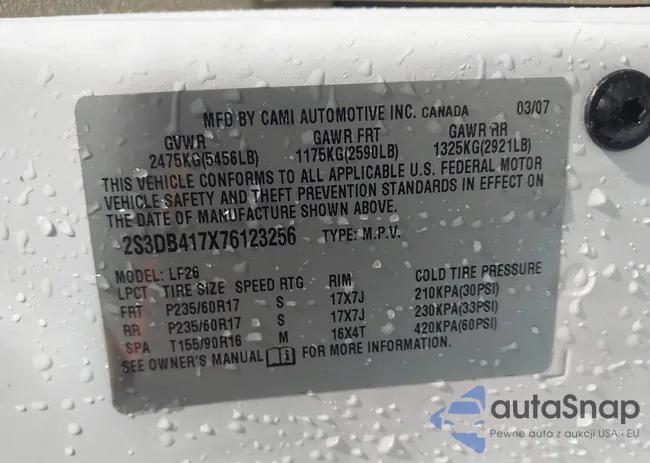 MFD BY CAMI AUTOMOTIVE INC. CANADA 03/07
GVWR GAWR FRT GAWR RR
2475KG(5456LB) 1175KG(2590LB) 1325KG(2921LB)
THIS VEHICLE CONFORMS TO ALL APPLICABLE U.S. FEDERAL MOTOR
VEHICLE SAFETY AND THEFT PREVENTION STANDARDS IN EFFECT ON
THE DATE OF MANUFACTURE SHOWN ABOVE.
2S3DB417X76123256 TYPE: M.P.V.
MODEL: LF26
LPCT TIRE SIZE SPEED RTG RIM COLD TIRE PRESSURE
FRT P235/60R17 S 17X7J 210KPA(30PSI)
RR P235/60R17 S 17X7J 230KPA(33PSI)
SPA T155/90R16 M 16X4T 420KPA(60PSI)
SEE OWNER'S MANUAL FOR MORE INFORMATION.
autaSnap
Pewne auta z aukcji USA i EU